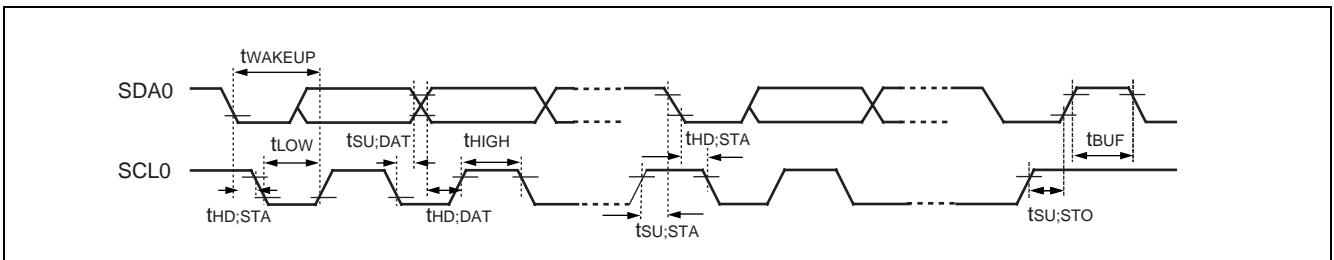 tWAKEUP
SDA0
tLOW
tSU;DAT
tHIGH
tHD;STA
tBUF
SCL0
tHD;STA
tHD;DAT
tSU;STA
tSU;STO